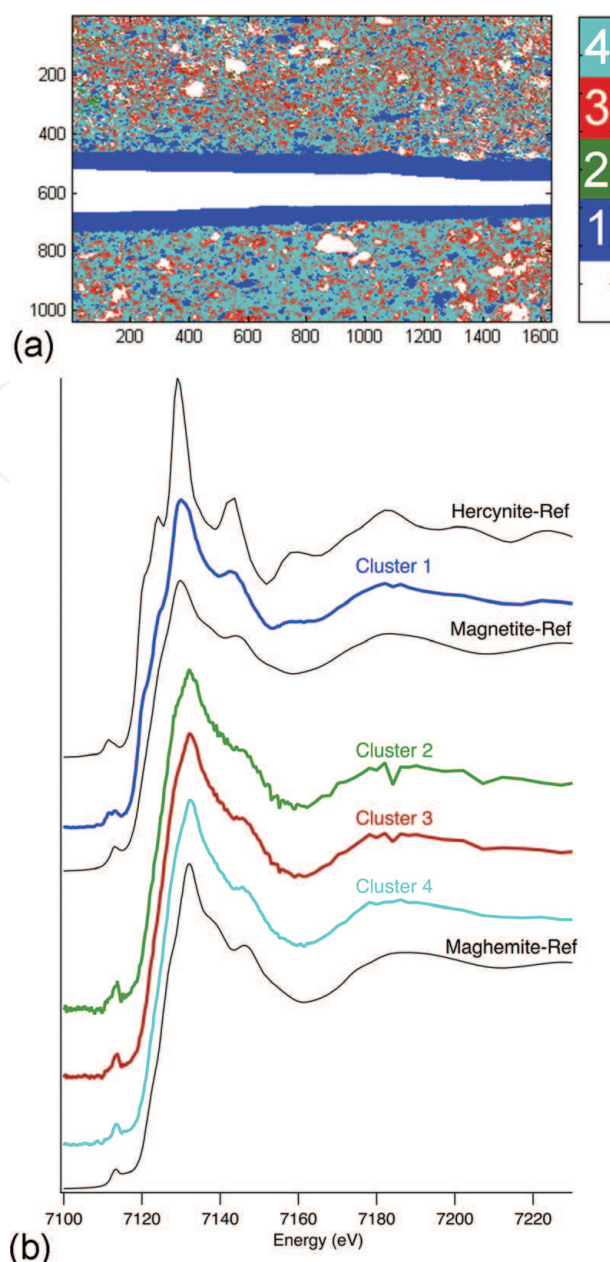 4
200
3
400
600
2
800
1
1000
200 400 600 800 1000 1200 1400 1600
(a)
Hercynite-Ref
Cluster 1
Magnetite-Ref
Cluster 2
Cluster 3
Cluster 4
Maghemite-Ref
7100 7120 7140 7160 7180 7200 7220
Energy (eV)
(b)